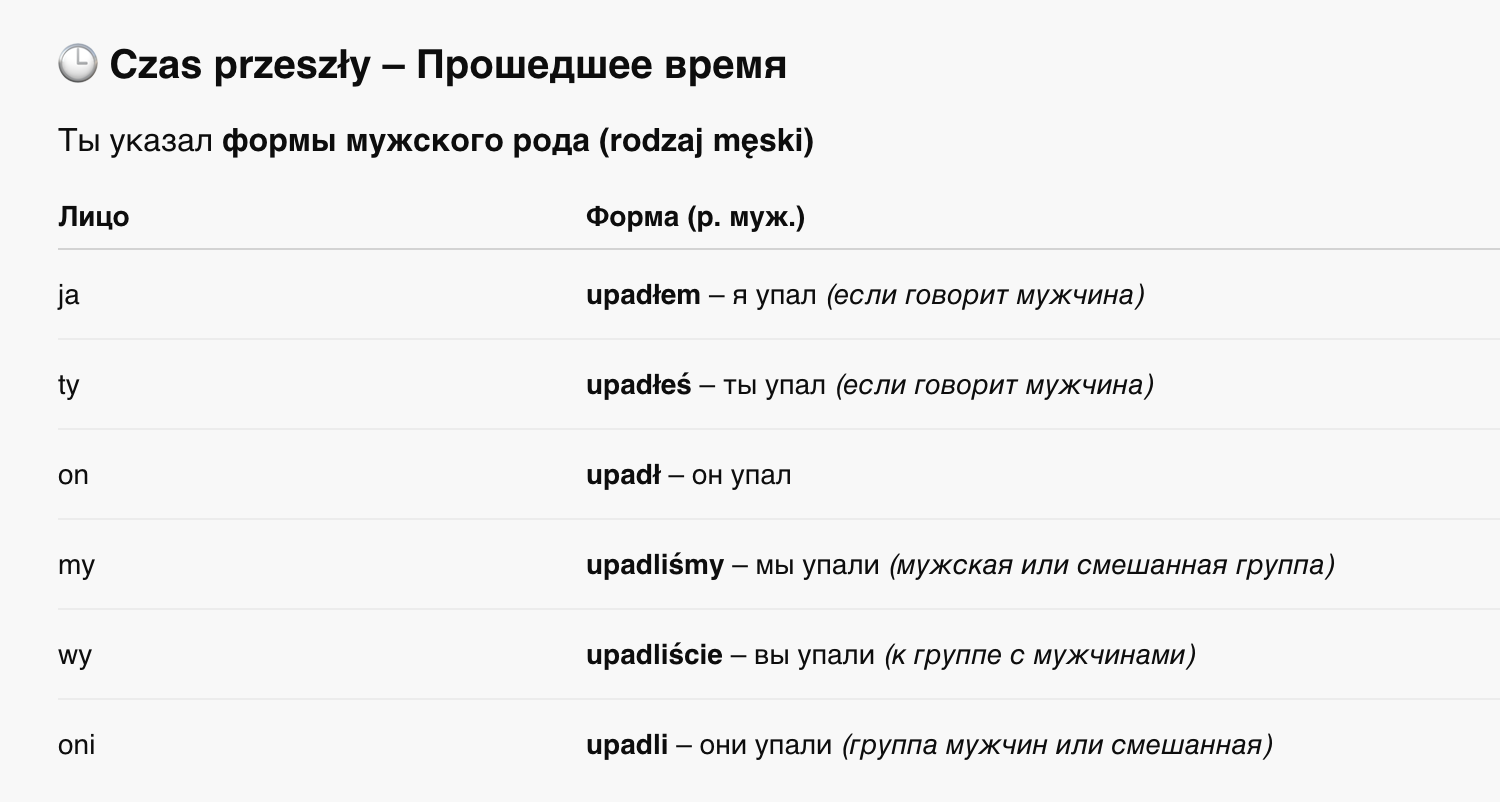 🕒 Czas przeszły – Прошедшее время
Ты указал формы мужского рода (rodzaj męski)
Лицо Форма (р. муж.)
ja upadłem – я упал (если говорит мужчина)
ty upadłeś – ты упал (если говорит мужчина)
on upadł – он упал
my upadliśmy – мы упали (мужская или смешанная группа)
wy upadliście – вы упали (к группе с мужчинами)
oni upadli – они упали (группа мужчин или смешанная)